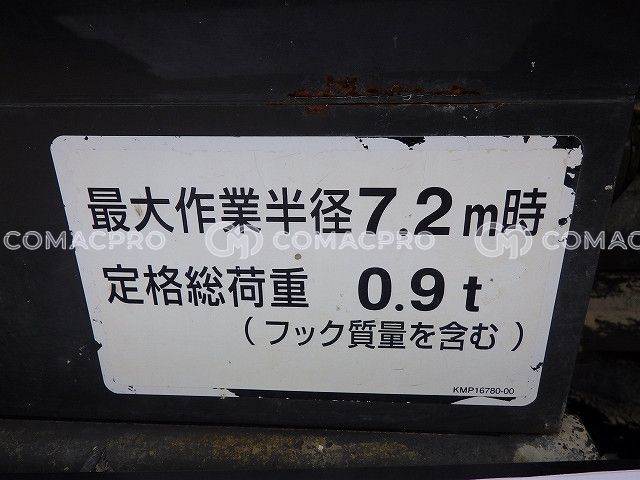 最大作業半径7.2m時
COMACPRO COMACPRO COMACPRO
定格総荷重 0.9t
(フック質量を含む)
KMP16780-00